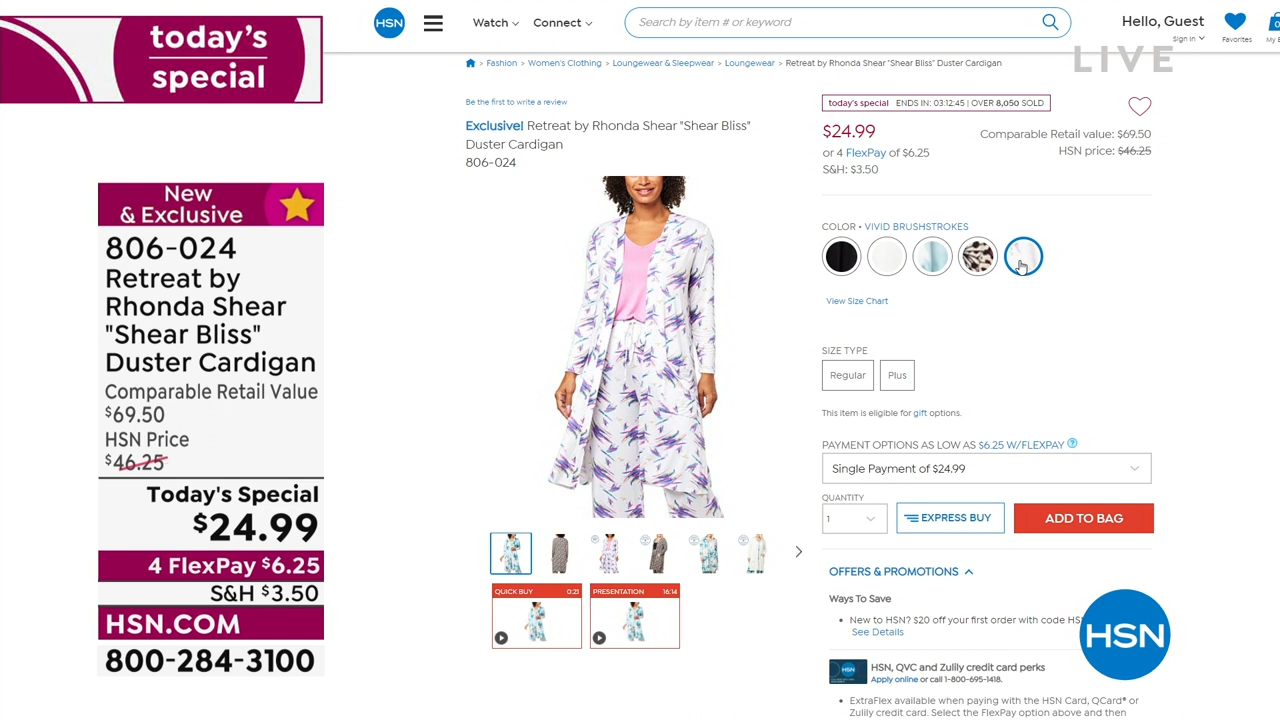 today's
special
New
& Exclusive
806-024
Retreat by
Rhonda Shear
"Shear Bliss"
Duster Cardigan
Comparable Retail Value
$69.50
HSN Price
$46.25
Today's Special
$24.99
4 FlexPay $6.25
S&H $3.50
HSN.COM
800-284-3100
HSN
Watch
Connect
Search by item # or keyword
Hello, Guest
Sign In
Favorites
0
LIVE
> Fashion > Women's Clothing > Loungewear & Sleepwear > Loungewear > Retreat by Rhonda Shear "Shear Bliss" Duster Cardigan
Be the first to write a review
Exclusive! Retreat by Rhonda Shear "Shear Bliss"
Duster Cardigan
806-024
QUICK BUY 0:21
PRESENTATION 16:14
today's special ENDS IN: 03:12:45 | OVER 8,050 SOLD
$24.99
or 4 FlexPay of $6.25
S&H: $3.50
Comparable Retail value: $69.50
HSN price: $46.25
COLOR • VIVID BRUSHSTROKES
View Size Chart
SIZE TYPE
Regular
Plus
This item is eligible for gift options.
PAYMENT OPTIONS AS LOW AS $6.25 W/FLEXPAY ?
Single Payment of $24.99
QUANTITY
1
EXPRESS BUY
ADD TO BAG
OFFERS & PROMOTIONS
Ways To Save
• New to HSN? $20 off your first order with code HS
See Details
HSN
HSN
HSN, QVC and Zulily credit card perks
Apply online or call 1-800-695-1418.
• ExtraFlex available when paying with the HSN Card, QCard® or
Zulily credit card. Select the FlexPay option above and then